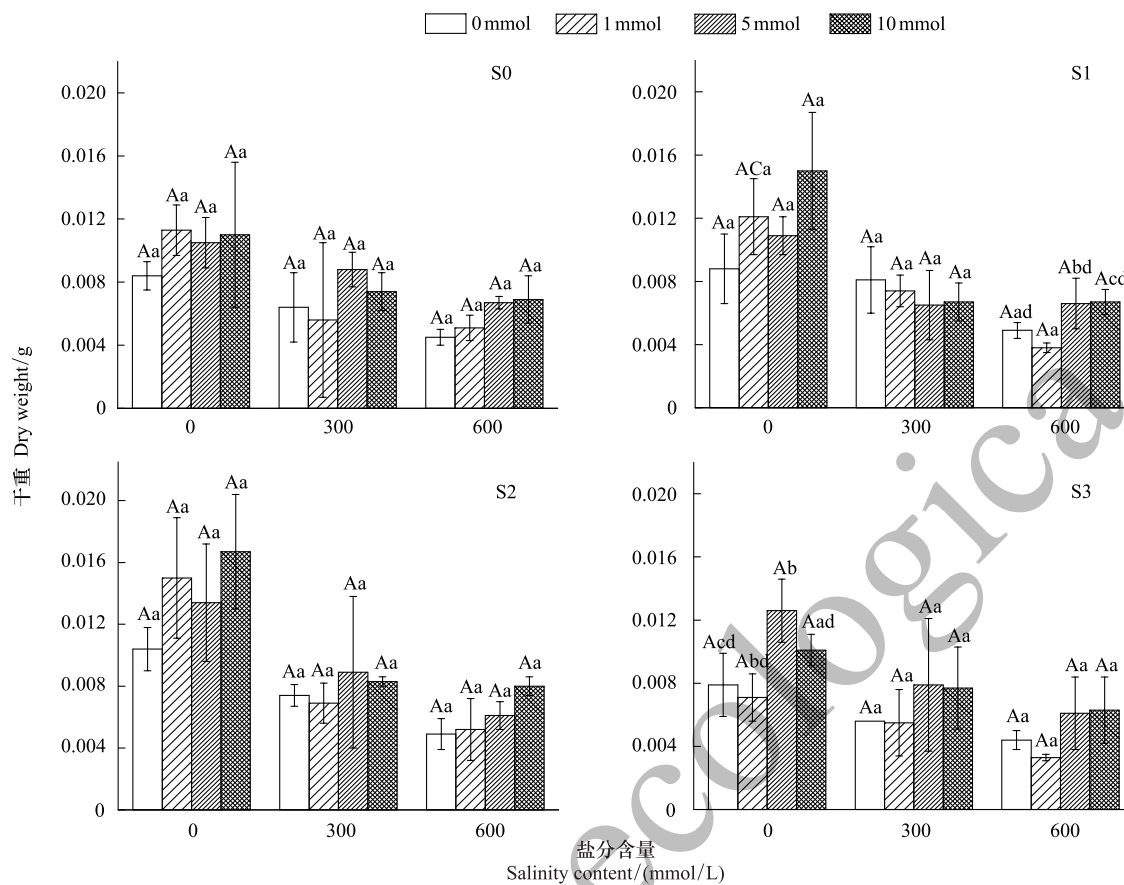 0 mmol 1 mmol 5 mmol 10 mmol
S0
0.020
0.016
0.012
0.008
0.004
0
Aa Aa Aa Aa
Aa Aa Aa Aa
Aa Aa Aa Aa
0 300 600
S1
0.020
0.016
0.012
0.008
0.004
0
Aa ACa Aa Aa
Aa Aa Aa Aa
Aad Aa Abd Acd
0 300 600
干重 Dry weight/g
S2
0.020
0.016
0.012
0.008
0.004
0
Aa Aa Aa Aa
Aa Aa Aa Aa
Aa Aa Aa Aa
0 300 600
S3
0.020
0.016
0.012
0.008
0.004
0
Acd Abd Ab Aad
Aa Aa Aa Aa
Aa Aa Aa Aa
0 300 600
盐分含量
Salinity content/(mmol/L)
ecologica